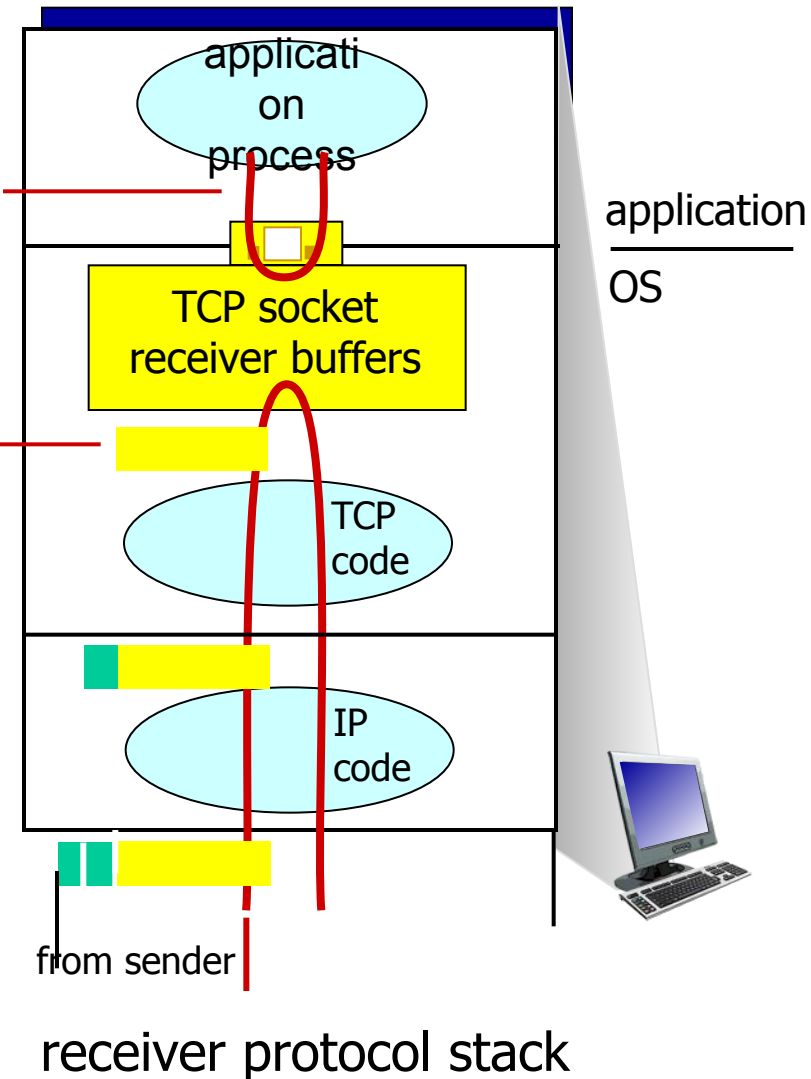 applicati
on
process
application
OS
TCP socket
receiver buffers
TCP
code
IP
code
from sender
receiver protocol stack